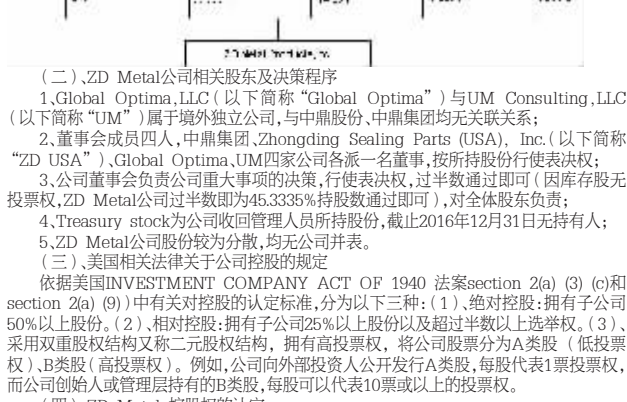 (二)、ZD Metal公司相关股东及决策程序
1、Global Optima,LLC(以下简称“Global Optima”)与UM Consulting,LLC
(以下简称“UM”)属于境外独立公司,与中鼎股份、中鼎集团均无关联关系;
2、董事会成员四人,中鼎集团、Zhongding Sealing Parts (USA), Inc.(以下简称
“ZD USA”)、Global Optima、UM四家公司各派一名董事,按所持股份行使表决权;
3、公司董事会负责公司重大事项的决策,行使表决权,过半数通过即可(因库存股无
投票权,ZD Metal公司过半数即为45.3335%持股数通过即可),对全体股东负责;
4、Treasury stock为公司收回管理人员所持股份,截止2016年12月31日无持有人;
5、ZD Metal公司股份较为分散,均无公司并表。
(三)、美国相关法律关于公司控股的规定
依据美国INVESTMENT COMPANY ACT OF 1940 法案section 2(a) (3) (c)和
section 2(a) (9))中有关对控股的认定标准,分为以下三种:(1)、绝对控股:拥有子公司
50%以上股份。(2)、相对控股:拥有子公司25%以上股份以及超过半数以上选举权。(3)、
采用双重股权结构又称二元股权结构，拥有高投票权，将公司股票分为A类股（低投票
权)、B类股(高投票权)。例如,公司向外部投资人公开发行A类股,每股代表1票投票权,
而公司创始人或管理层持有的B类股,每股可以代表10票或以上的投票权。